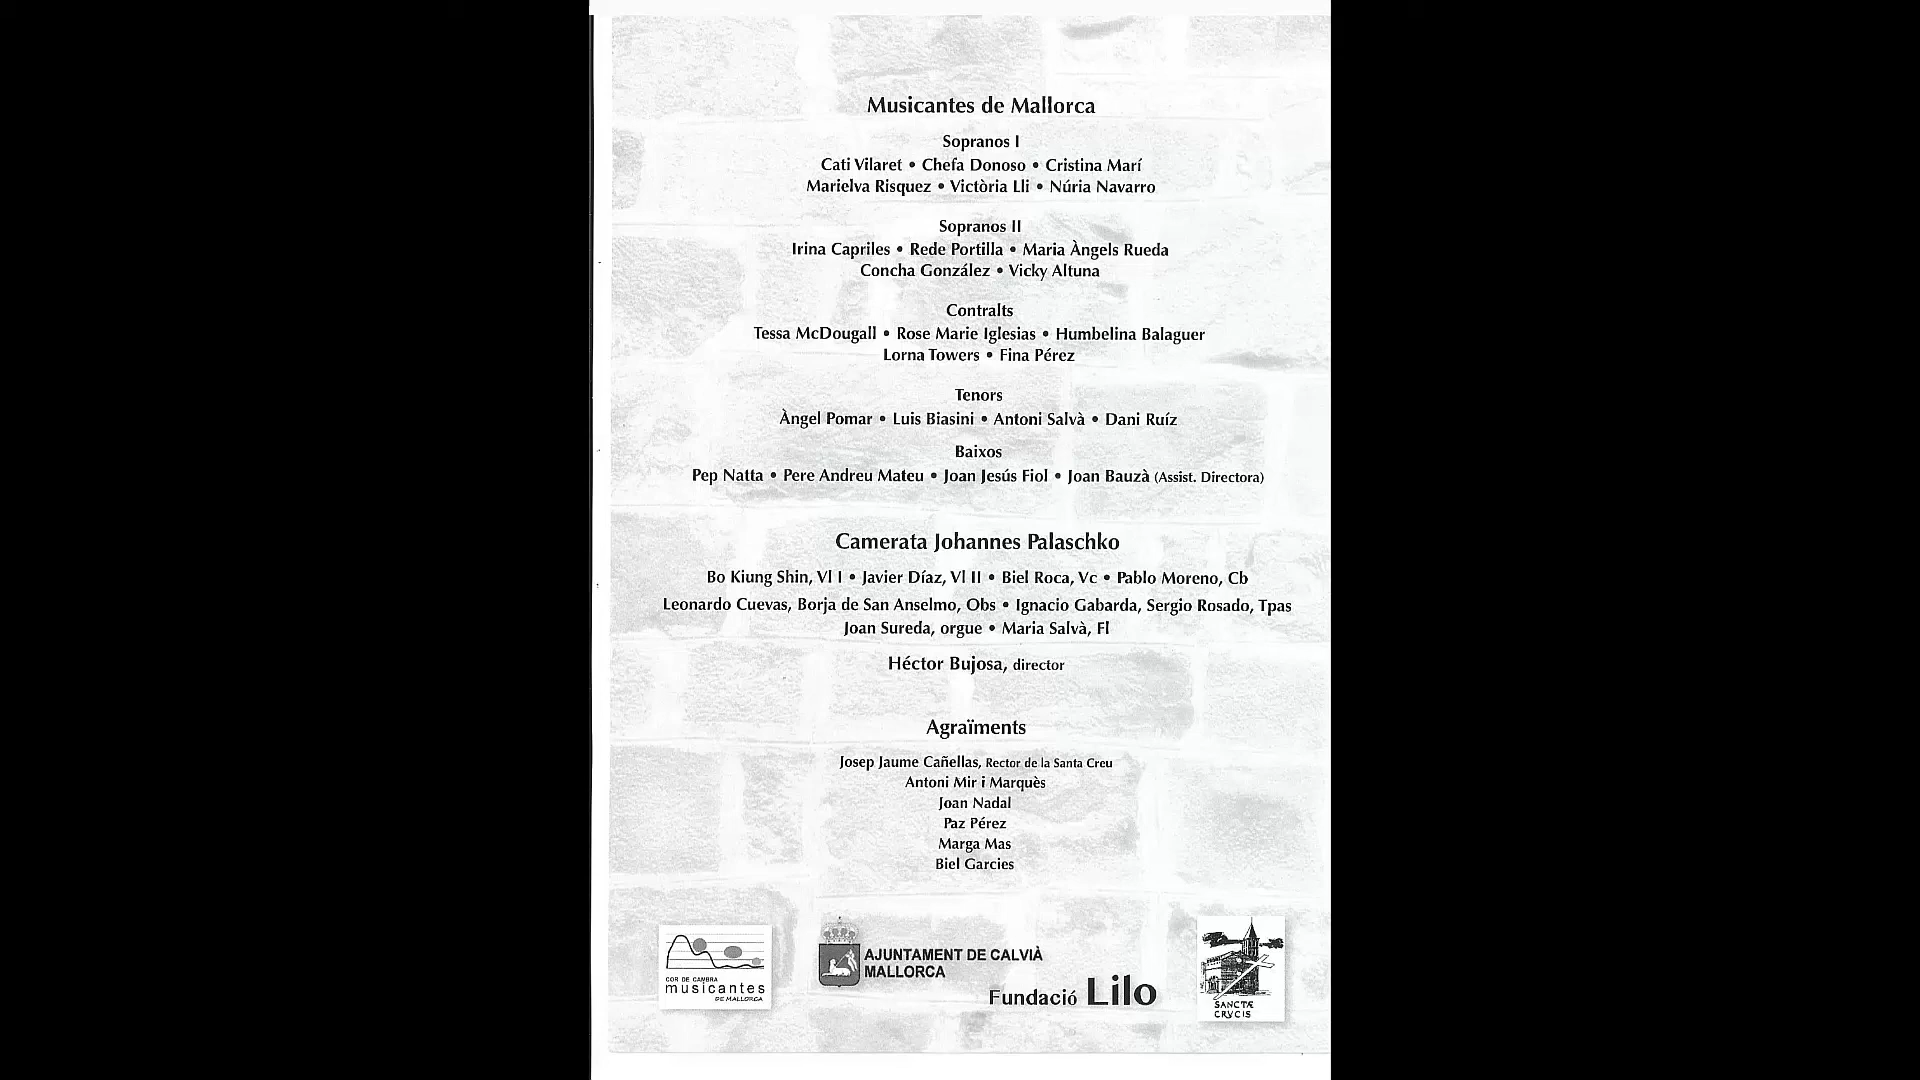 Musicantes de Mallorca
Sopranos I
Cati Vilaret • Chefa Donoso • Cristina Marí
Marielva Risquez • Victòria Lli • Núria Navarro
Sopranos II
Irina Capriles • Rede Portilla • Maria Àngels Rueda
Concha González • Vicky Altuna
Contralts
Tessa McDougall • Rose Marie Iglesias • Humbelina Balaguer
Lorna Towers • Fina Pérez
Tenors
Àngel Pomar • Luis Biasini • Antoni Salvà • Dani Ruíz
Baixos
Pep Natta • Pere Andreu Mateu • Joan Jesús Fiol • Joan Bauzà (Assist. Directora)
Camerata Johannes Palaschko
Bo Kiung Shin, Vl I • Javier Díaz, Vl II • Biel Roca, Vc • Pablo Moreno, Cb
Leonardo Cuevas, Borja de San Anselmo, Obs • Ignacio Gabarda, Sergio Rosado, Tpas
Joan Sureda, orgue • Maria Salvà, Fl
Héctor Bujosa, director
Agraïments
Josep Jaume Cañellas, Rector de la Santa Creu
Antoni Mir i Marquès
Joan Nadal
Paz Pérez
Marga Mas
Biel Garcies
COR DE CAMBRA
musicantes
DE MALLORCA
AJUNTAMENT DE CALVIÀ
MALLORCA
Fundació Lilo
SANCTÆ
CRVCIS